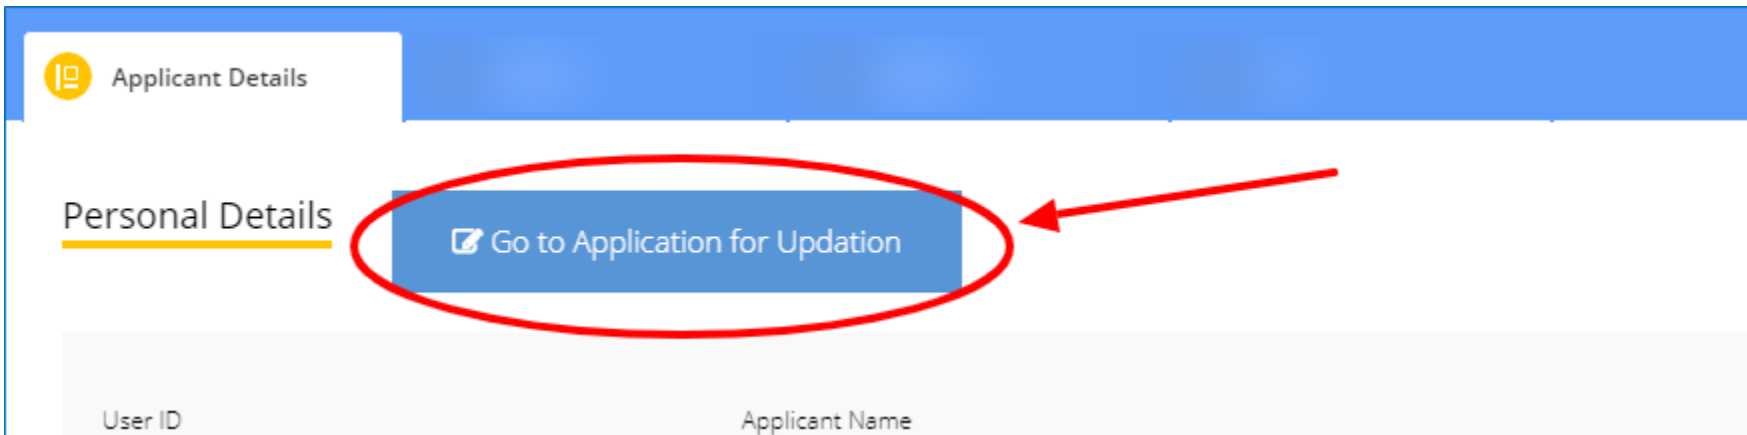 Applicant Details
Personal Details
Go to Application for Updation
User ID
Applicant Name